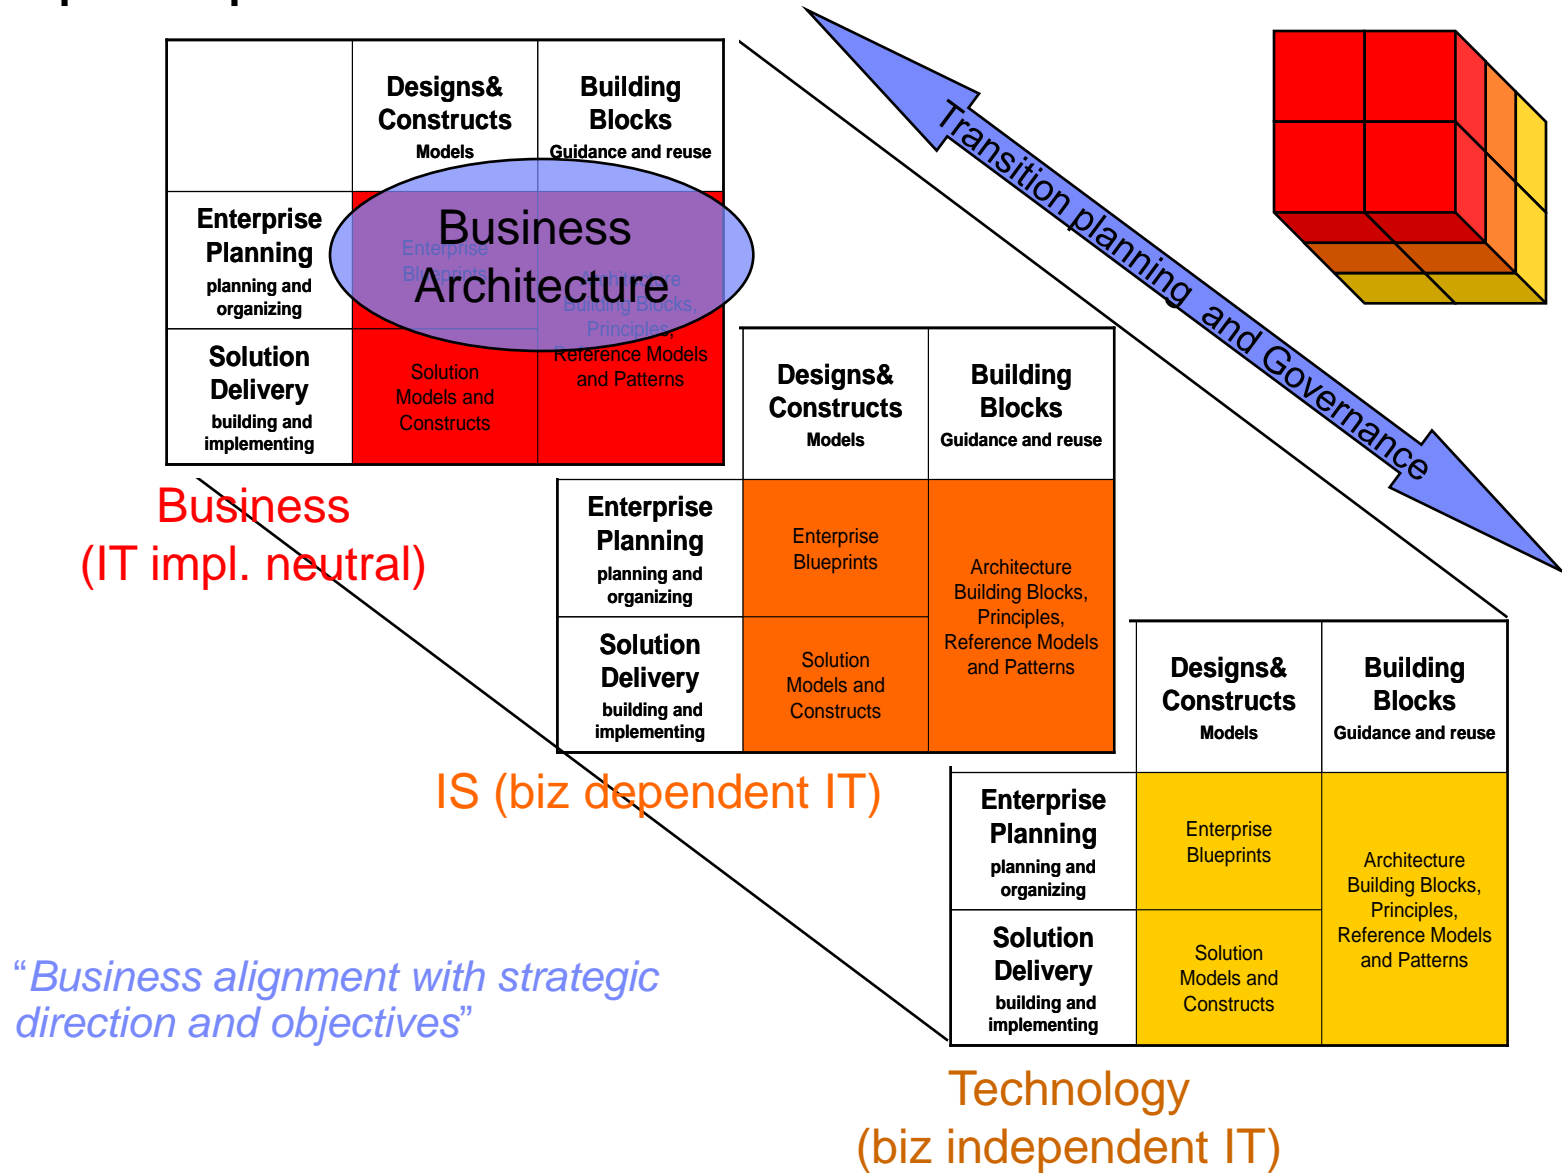 Designs&
Constructs
Models
Building
Blocks
Guidance and reuse
Enterprise
Planning
planning and
organizing
Enterprise
Blueprints
Business
Architecture
Architecture
Building Blocks,
Principles,
Reference Models
and Patterns
Solution
Delivery
building and
implementing
Solution
Models and
Constructs
Business
(IT impl. neutral)
Transition planning and Governance
Designs&
Constructs
Models
Building
Blocks
Guidance and reuse
Enterprise
Planning
planning and
organizing
Enterprise
Blueprints
Architecture
Building Blocks,
Principles,
Reference Models
and Patterns
Solution
Delivery
building and
implementing
Solution
Models and
Constructs
IS (biz dependent IT)
Designs&
Constructs
Models
Building
Blocks
Guidance and reuse
Enterprise
Planning
planning and
organizing
Enterprise
Blueprints
Architecture
Building Blocks,
Principles,
Reference Models
and Patterns
Solution
Delivery
building and
implementing
Solution
Models and
Constructs
Technology
(biz independent IT)
“Business alignment with strategic
direction and objectives”